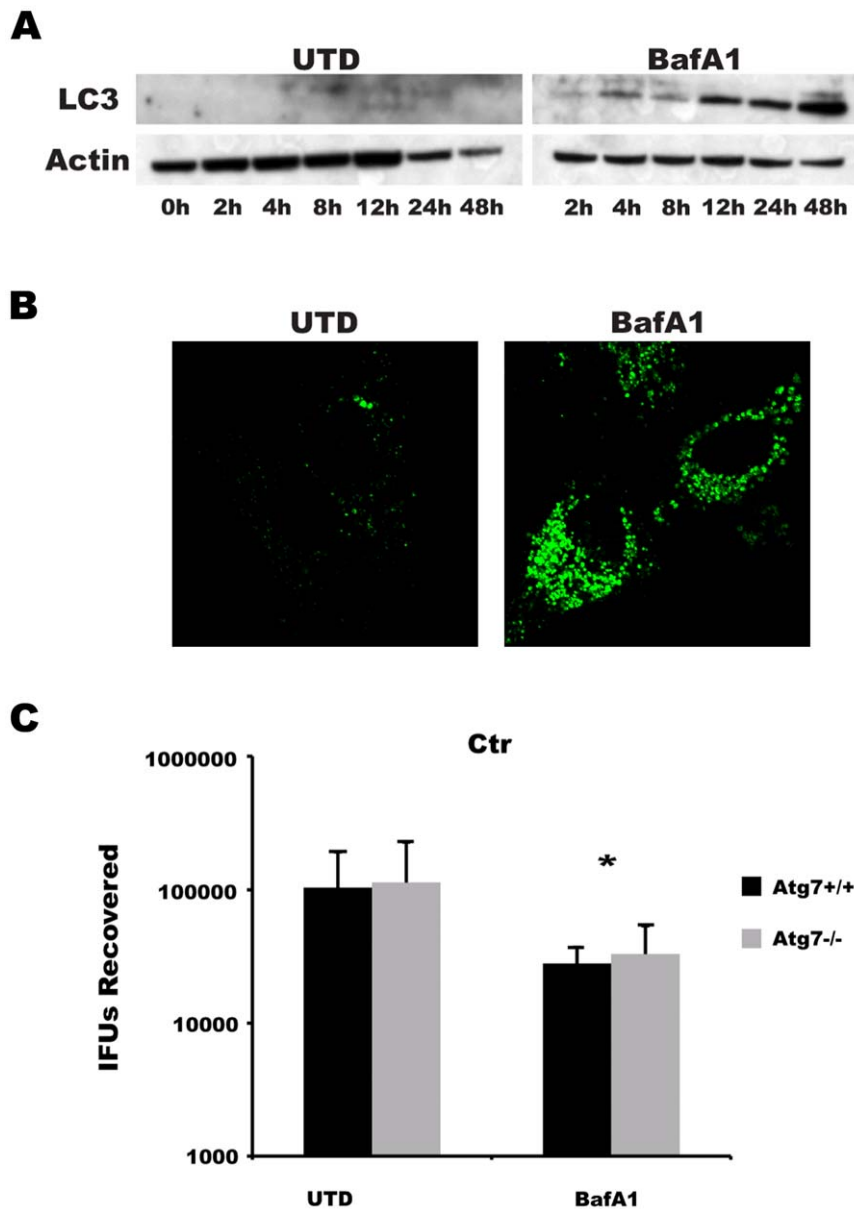 A
UTD BafA1
LC3
Actin
0h 2h 4h 8h 12h 24h 48h 2h 4h 8h 12h 24h 48h
B
UTD BafA1
C
Ctr
1000000
100000
10000
1000
IFUs Recovered
*
Atg7+/+
Atg7-/-
UTD BafA1